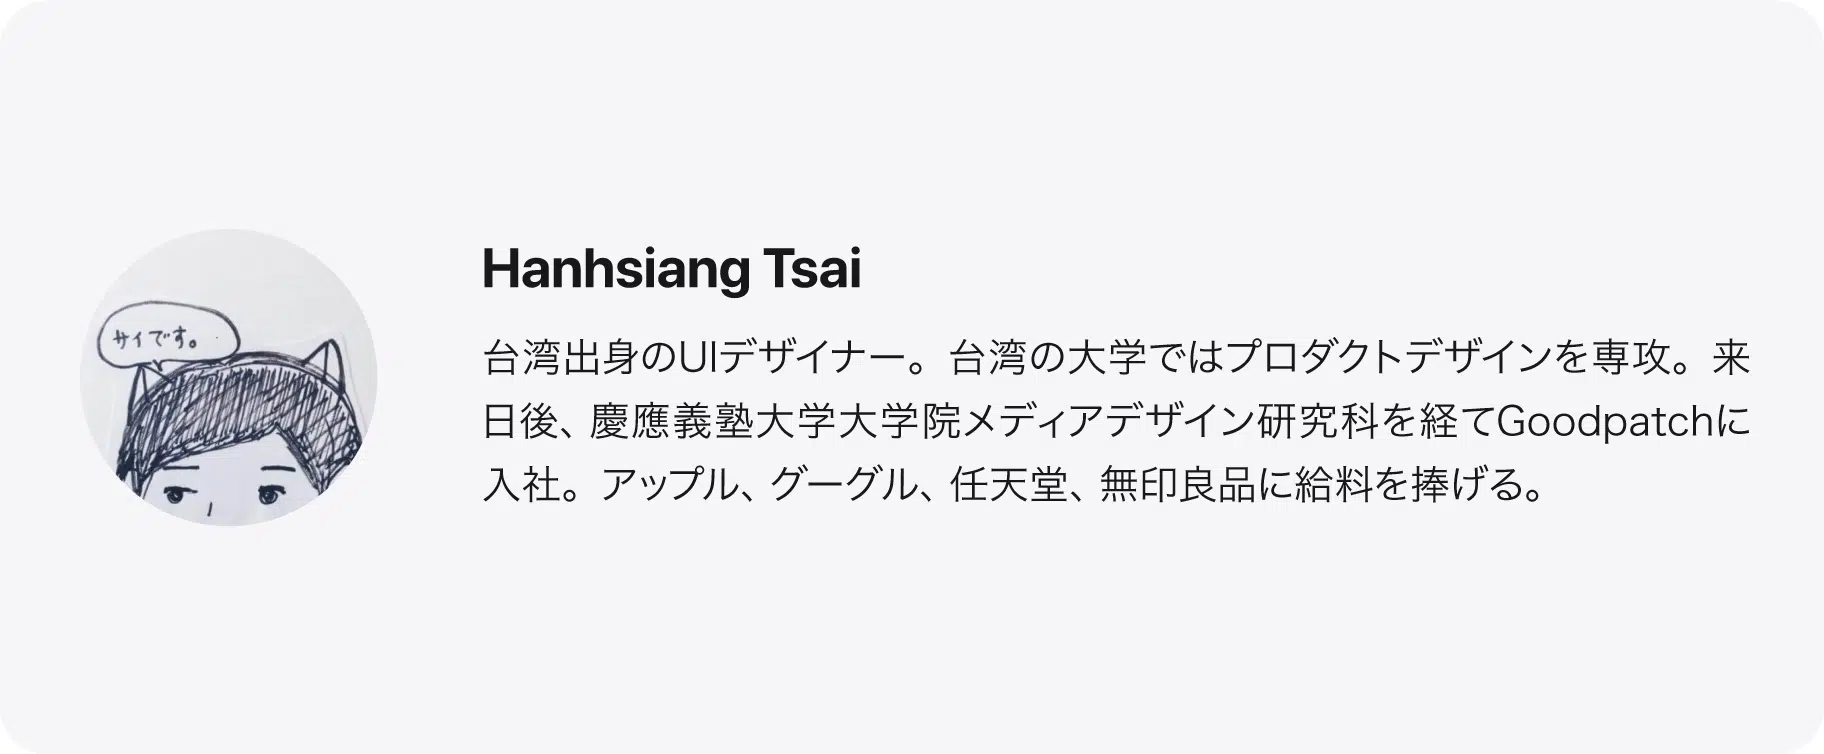 サイです。
Hanhsiang Tsai
台湾出身のUIデザイナー。台湾の大学ではプロダクトデザインを専攻。来
日後、慶應義塾大学大学院メディアデザイン研究科を経てGoodpatchに
入社。アップル、グーグル、任天堂、無印良品に給料を捧げる。